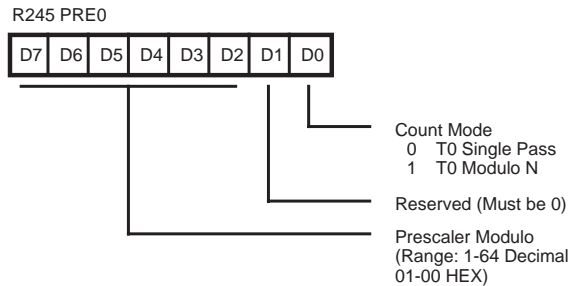 R245 PRE0
D7 D6 D5 D4 D3 D2 D1 D0
Count Mode
0 T0 Single Pass
1 T0 Modulo N
Reserved (Must be 0)
Prescaler Modulo
(Range: 1-64 Decimal
01-00 HEX)